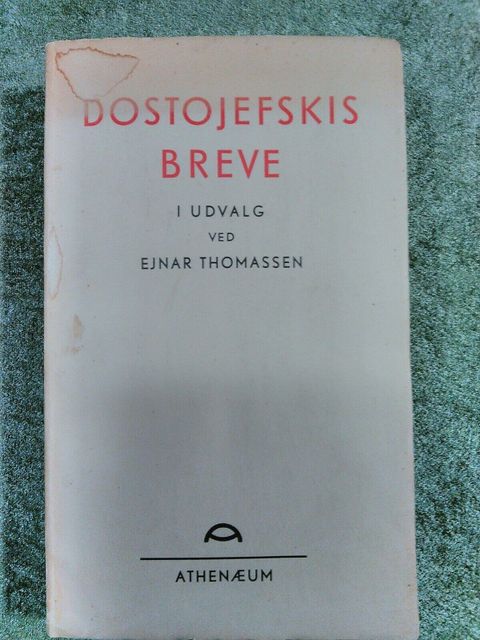 DOSTOJEFSKIS
BREVE
I UDVALG
VED
EJNAR THOMASSEN
ATHENÆUM